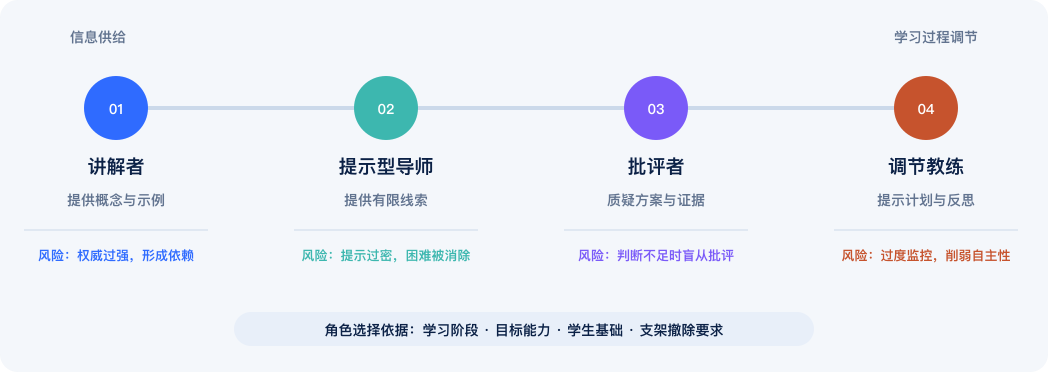 信息供给
学习过程调节
01
02
03
04
讲解者
提示型导师
批评者
调节教练
提供概念与示例
提供有限线索
质疑方案与证据
提示计划与反思
风险：权威过强，形成依赖
风险：提示过密，困难被消除
风险：判断不足时盲从批评
风险：过度监控，削弱自主性
角色选择依据：学习阶段 · 目标能力 · 学生基础 · 支架撤除要求